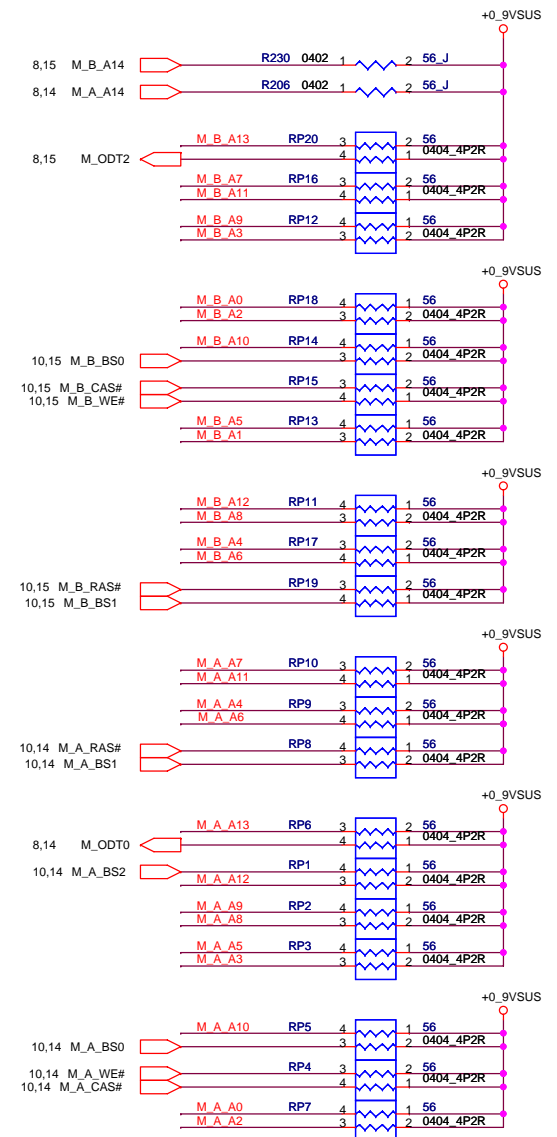 +0_9VSUS
8,15 M_B_A14 R230 0402 1 2 56_J
8,14 M_A_A14 R206 0402 1 2 56_J
M_B_A13 RP20 3 2 56
8,15 M_ODT2 4 1 0404_4P2R
M_B_A7 RP16 3 2 56
M_B_A11 4 1 0404_4P2R
M_B_A9 RP12 4 1 56
M_B_A3 3 2 0404_4P2R
+0_9VSUS
M_B_A0 RP18 4 1 56
M_B_A2 3 2 0404_4P2R
M_B_A10 RP14 4 1 56
10,15 M_B_BS0 3 2 0404_4P2R
10,15 M_B_CAS# RP15 3 2 56
10,15 M_B_WE# 4 1 0404_4P2R
M_B_A5 RP13 4 1 56
M_B_A1 3 2 0404_4P2R
+0_9VSUS
M_B_A12 RP11 4 1 56
M_B_A8 3 2 0404_4P2R
M_B_A4 RP17 3 2 56
M_B_A6 4 1 0404_4P2R
10,15 M_B_RAS# RP19 3 2 56
10,15 M_B_BS1 4 1 0404_4P2R
+0_9VSUS
M_A_A7 RP10 3 2 56
M_A_A11 4 1 0404_4P2R
M_A_A4 RP9 3 2 56
M_A_A6 4 1 0404_4P2R
10,14 M_A_RAS# RP8 4 1 56
10,14 M_A_BS1 3 2 0404_4P2R
+0_9VSUS
M_A_A13 RP6 3 2 56
8,14 M_ODT0 4 1 0404_4P2R
10,14 M_A_BS2 RP1 4 1 56
M_A_A12 3 2 0404_4P2R
M_A_A9 RP2 4 1 56
M_A_A8 3 2 0404_4P2R
M_A_A5 RP3 4 1 56
M_A_A3 3 2 0404_4P2R
+0_9VSUS
M_A_A10 RP5 4 1 56
10,14 M_A_BS0 3 2 0404_4P2R
10,14 M_A_WE# RP4 3 2 56
10,14 M_A_CAS# 4 1 0404_4P2R
M_A_A0 RP7 4 1 56
M_A_A2 3 2 0404_4P2R